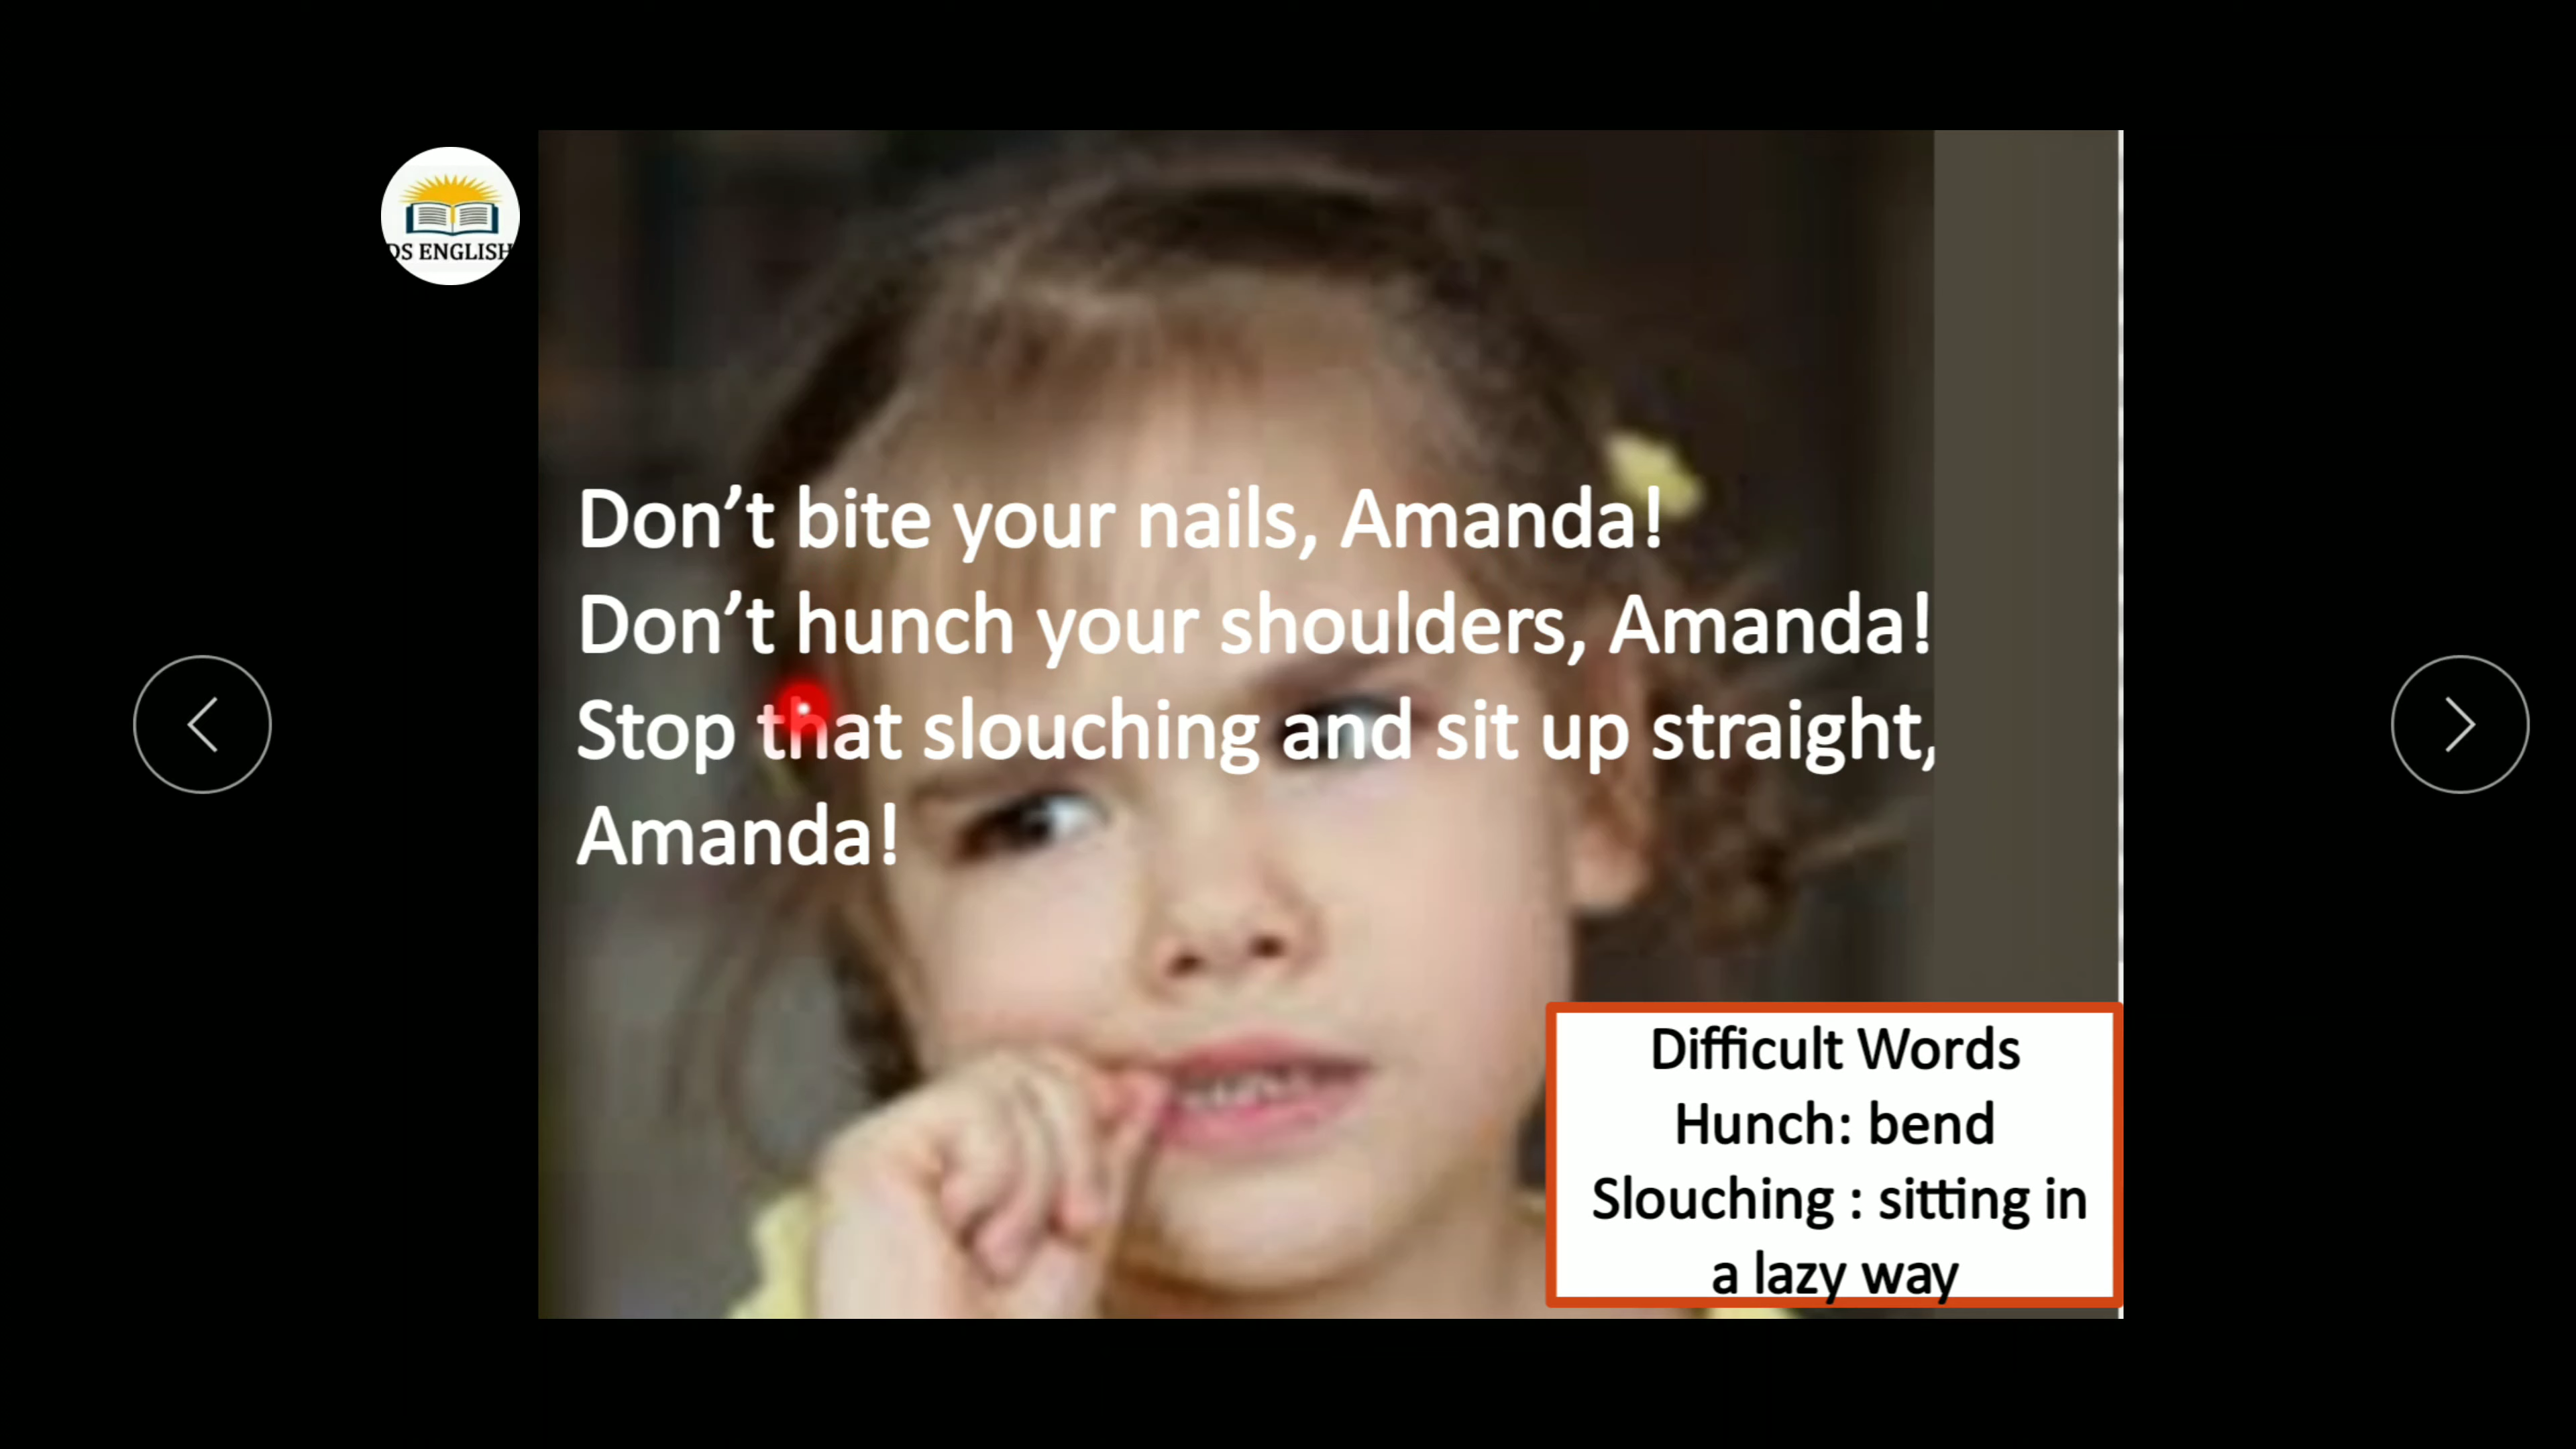 DS ENGLISH
Don’t bite your nails, Amanda!
Don’t hunch your shoulders, Amanda!
Stop that slouching and sit up straight,
Amanda!
Difficult Words
Hunch: bend
Slouching : sitting in
a lazy way